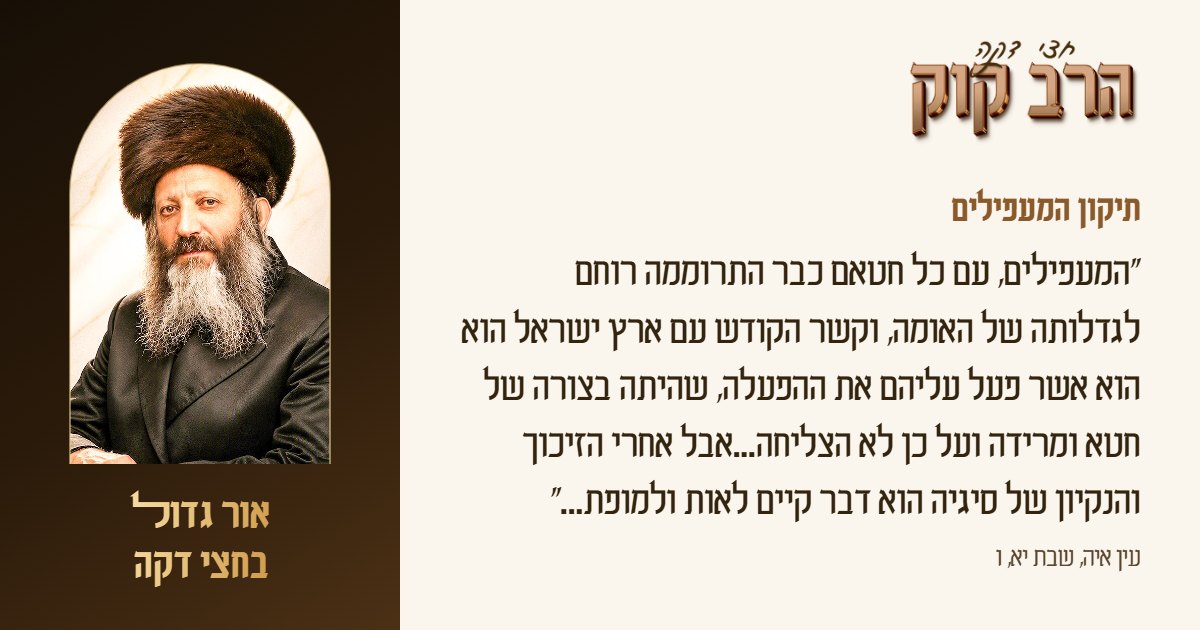 חצי דקה
הרב קוק
תיקון המעפילים
"המעפילים, עם כל חטאם כבר התרוממה רוחם
לגדלותה של האומה, וקשר הקודש עם ארץ ישראל הוא
הוא אשר פעל עליהם את ההפעלה, שהיתה בצורה של
חטא ומרידה ועל כן לא הצליחה...אבל אחרי הזיכוך
והנקיון של סיגיה הוא דבר קיים לאות ולמופת..."
עין איה, שבת יא, ו
אור גדול
בחצי דקה